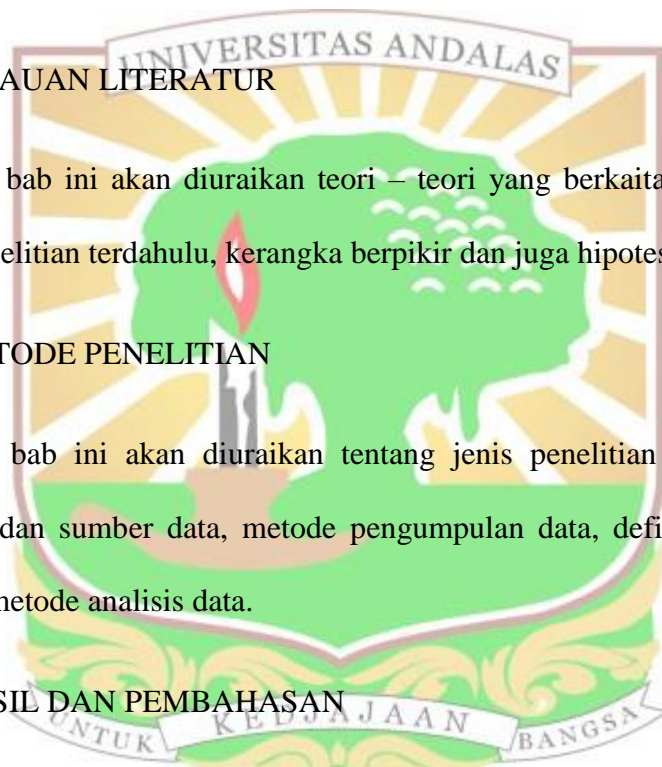 UNIVERSITAS ANDALAS
AUAN LITERATUR
bab ini akan diuraikan teori – teori yang berkaita
elitian terdahulu, kerangka berpikir dan juga hipotes
TODE PENELITIAN
bab ini akan diuraikan tentang jenis penelitian
dan sumber data, metode pengumpulan data, defi
metode analisis data.
SIL DAN PEMBAHASAN
UNTUK KEDJAJAAN BANGSA